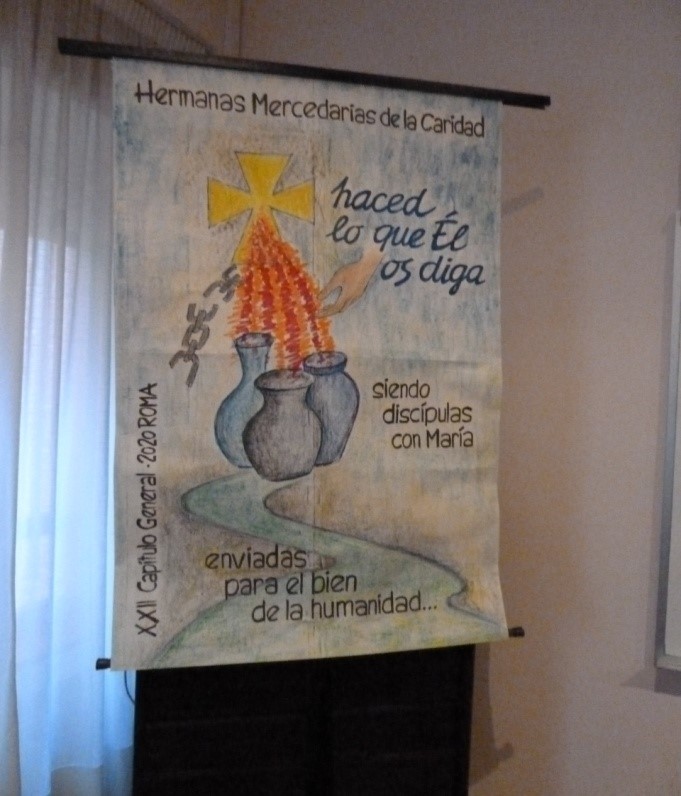 Hermanas Mercedarias de la Caridad
haced
lo que Él
os diga
siendo
discípulas
con María
XXII Capítulo General · 2020 ROMA
enviadas
para el bien
de la humanidad...